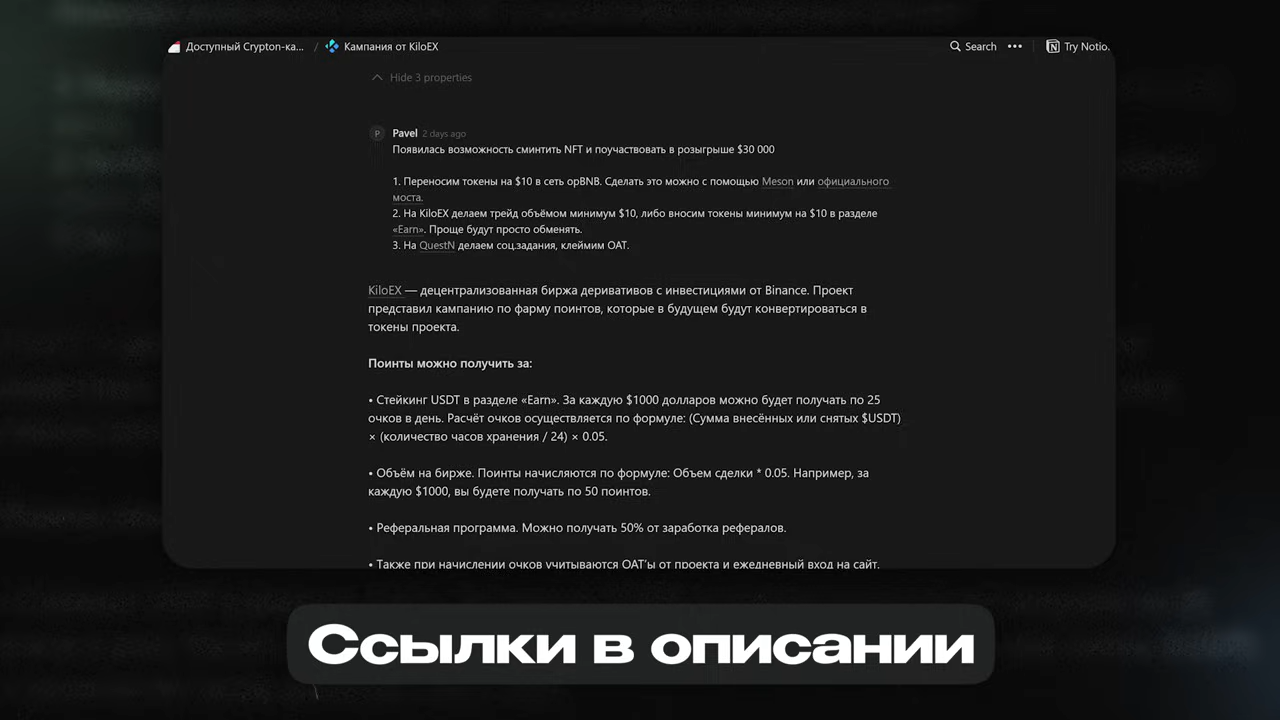 Доступный Crypton-ка... / Кампания от KiloEX Search ••• Try Notio.
Hide 3 properties
P Pavel 2 days ago
Появилась возможность сминтить NFT и поучаствовать в розыгрыше $30 000
1. Переносим токены на $10 в сеть opBNB. Сделать это можно с помощью Meson или официального
моста.
2. На KiloEX делаем трейд объёмом минимум $10, либо вносим токены минимум на $10 в разделе
«Earn». Проще будут просто обменять.
3. На QuestN делаем соц.задания, клеймим OAT.
KiloEX — децентрализованная биржа деривативов с инвестициями от Binance. Проект
представил кампанию по фарму поинтов, которые в будущем будут конвертироваться в
токены проекта.
Поинты можно получить за:
• Стейкинг USDT в разделе «Earn». За каждую $1000 долларов можно будет получать по 25
очков в день. Расчёт очков осуществляется по формуле: (Сумма внесённых или снятых $USDT)
× (количество часов хранения / 24) × 0.05.
• Объём на бирже. Поинты начисляются по формуле: Объем сделки * 0.05. Например, за
каждую $1000, вы будете получать по 50 поинтов.
• Реферальная программа. Можно получать 50% от заработка рефералов.
• Также при начислении очков учитываются OAT'ы от проекта и ежедневный вход на сайт.
Ссылки в описании